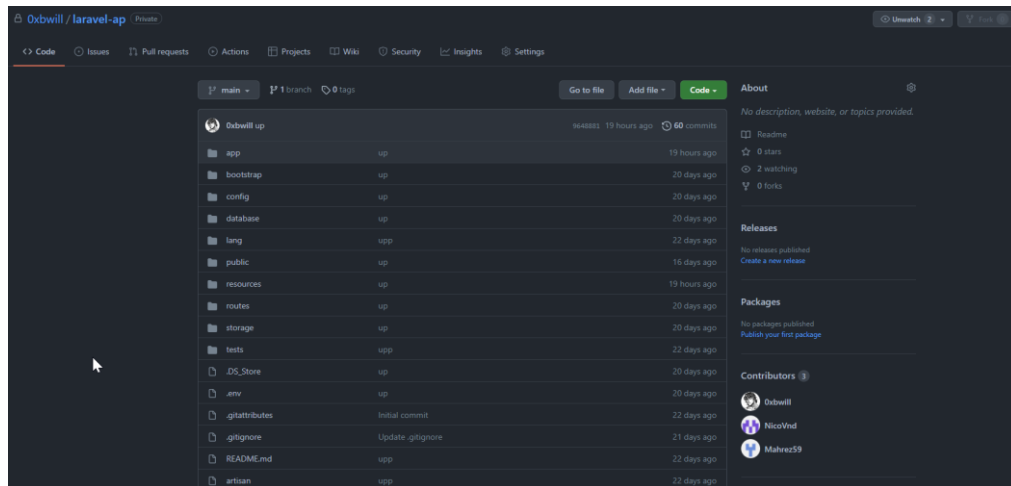 0xbwill / laravel-ap Private
Unwatch 2
Fork 0
Code Issues Pull requests Actions Projects Wiki Security Insights Settings
main 1 branch 0 tags
Go to file Add file Code
0xbwill up 9648881 19 hours ago 60 commits
app up 19 hours ago
bootstrap up 20 days ago
config up 20 days ago
database up 20 days ago
lang upp 22 days ago
public up 16 days ago
resources up 19 hours ago
routes up 20 days ago
storage up 20 days ago
tests upp 22 days ago
.DS_Store up 20 days ago
.env up 20 days ago
.gitattributes Initial commit 22 days ago
.gitignore Update .gitignore 21 days ago
README.md upp 22 days ago
artisan upp 22 days ago
About
No description, website, or topics provided.
Readme
0 stars
2 watching
0 forks
Releases
No releases published
Create a new release
Packages
No packages published
Publish your first package
Contributors 3
0xbwill
NicoVnd
Mahrez59